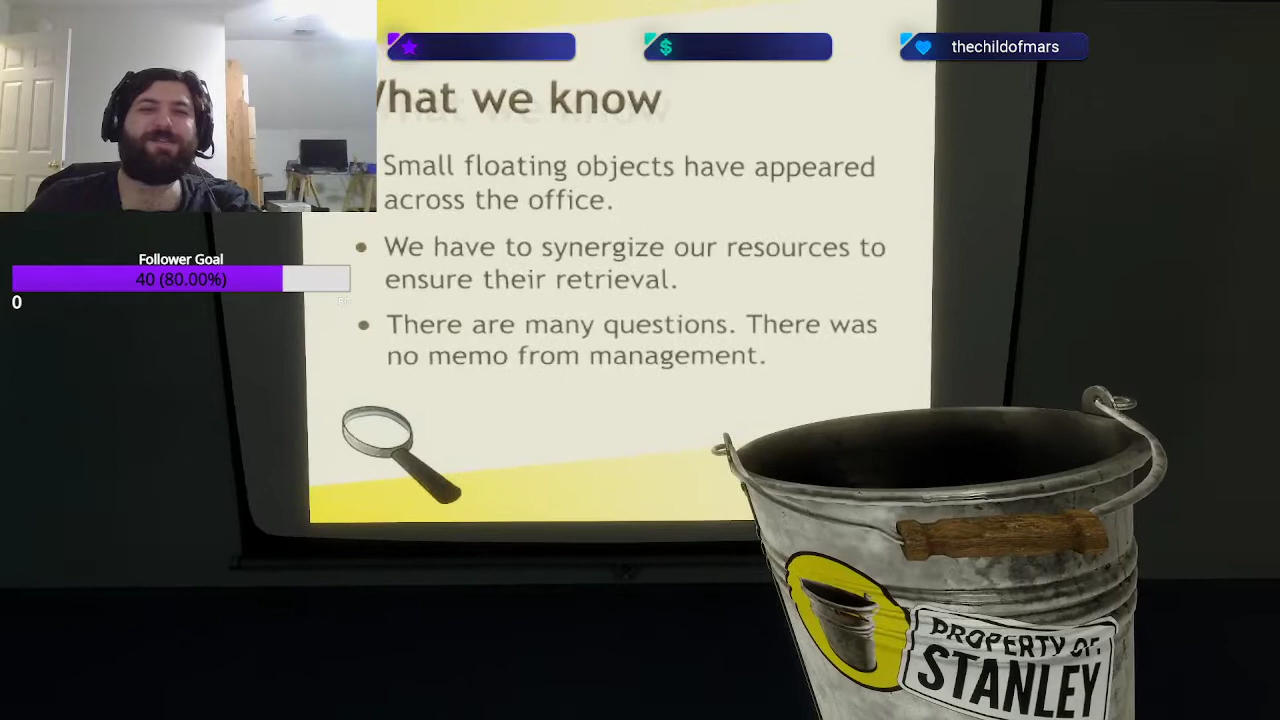 thechildofmars
What we know
Small floating objects have appeared
across the office.
• We have to synergize our resources to
ensure their retrieval.
• There are many questions. There was
no memo from management.
Follower Goal
40 (80.00%)
0
PROPERTY OF
STANLEY